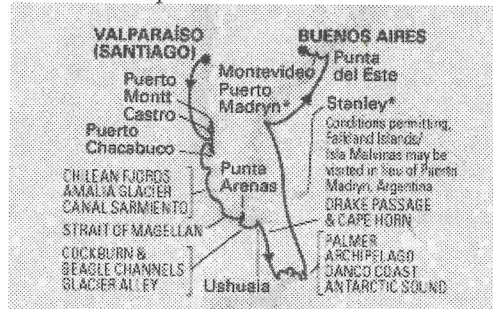 VALPARAÍSO
(SANTIAGO)
BUENOS AIRES
Punta
del Este
Montevideo
Puerto
Madryn*
Puerto
Montt
Castro
Puerto
Chacabuco
Stanley*
Conditions permitting,
Falkland Islands/
Isla Malvinas may be
visited in lieu of Puerto
Madryn, Argentina
CHILEAN FJORDS
AMALIA GLACIER
CANAL SARMIENTO
Punta
Arenas
STRAIT OF MAGELLAN
DRAKE PASSAGE
& CAPE HORN
COCKBURN &
BEAGLE CHANNELS
GLACIER ALLEY
Ushuaia
PALMER
ARCHIPELAGO
DANCO COAST
ANTARCTIC SOUND